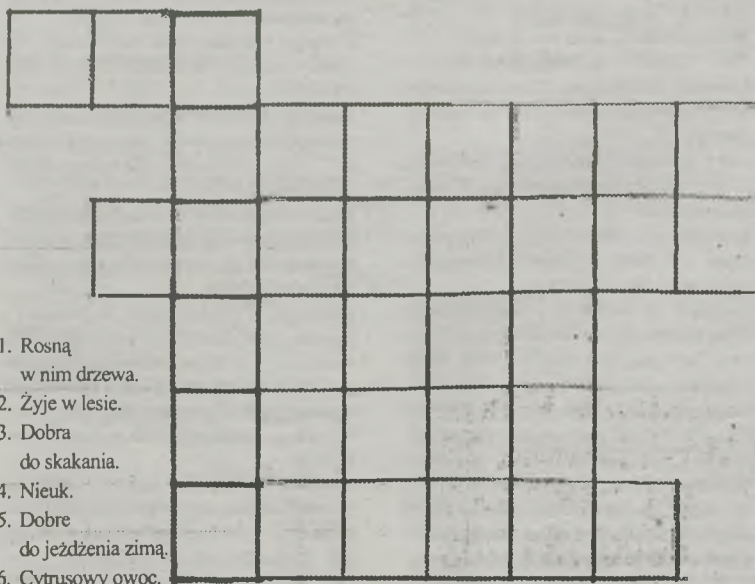 1. Rosną
w nim drzewa.
2. Żyje w lesie.
3. Dobra
do skakania.
4. Nieuk.
5. Dobre
do jeżdżenia zimą.
6. Cytrusowy owoc.